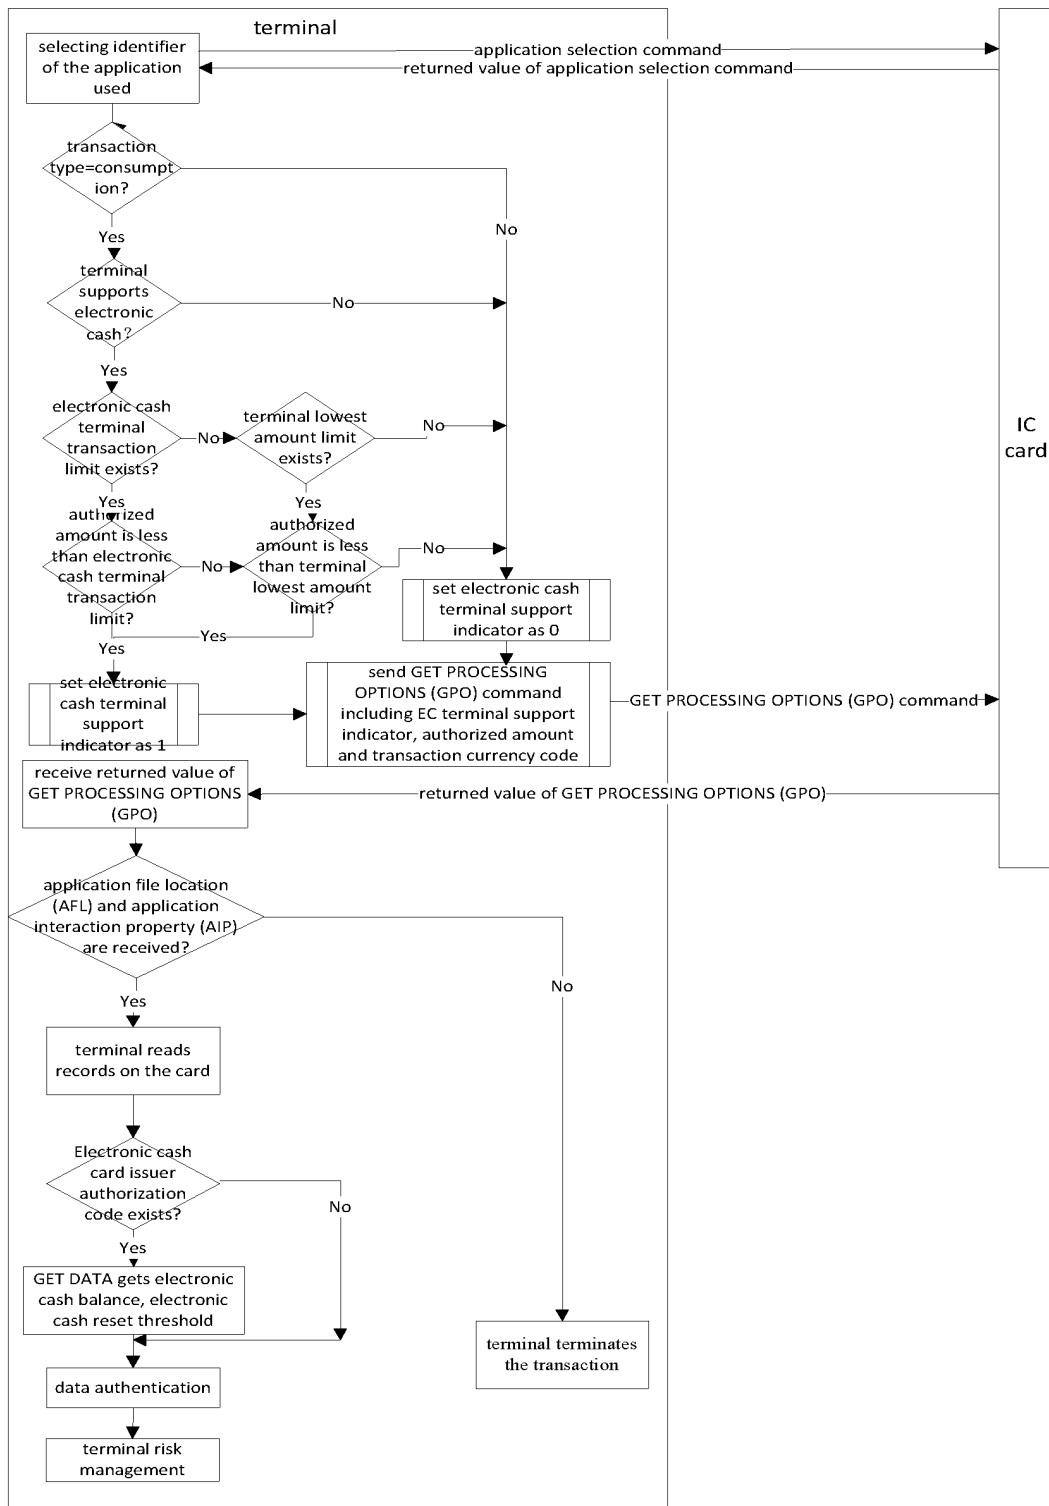 terminal
selecting identifier
of the application
used
application selection command
returned value of application selection command
transaction
type=consumpt
ion?
No
Yes
terminal
supports
electronic
cash?
No
Yes
electronic cash
terminal
transaction
limit exists?
No
terminal lowest
amount limit
exists?
No
IC
card
Yes
Yes
authorized
amount is less
than electronic
cash terminal
transaction
limit?
No
authorized
amount is less
than terminal
lowest amount
limit?
No
set electronic cash
terminal support
indicator as 0
Yes
Yes
set electronic
cash terminal
support
indicator as 1
send GET PROCESSING
OPTIONS (GPO) command
including EC terminal support
indicator, authorized amount
and transaction currency code
GET PROCESSING OPTIONS (GPO) command
receive returned value of
GET PROCESSING OPTIONS
(GPO)
returned value of GET PROCESSING OPTIONS (GPO)
application file location
(AFL) and application
interaction property (AIP)
are received?
No
Yes
terminal reads
records on the card
Electronic cash
card issuer
authorization
code exists?
No
Yes
GET DATA gets electronic
cash balance, electronic
cash reset threshold
terminal terminates
the transaction
data authentication
terminal risk
management